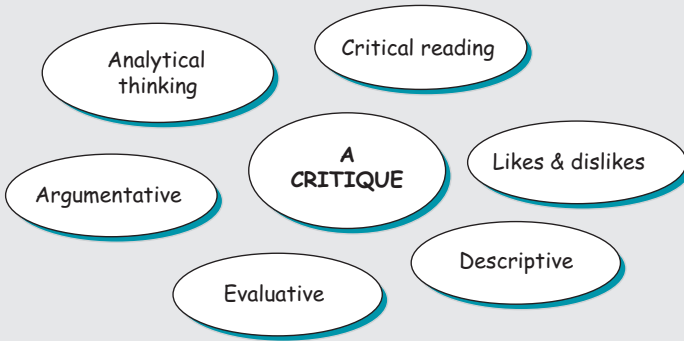 Analytical
thinking
Critical reading
A
CRITIQUE
Likes & dislikes
Argumentative
Descriptive
Evaluative